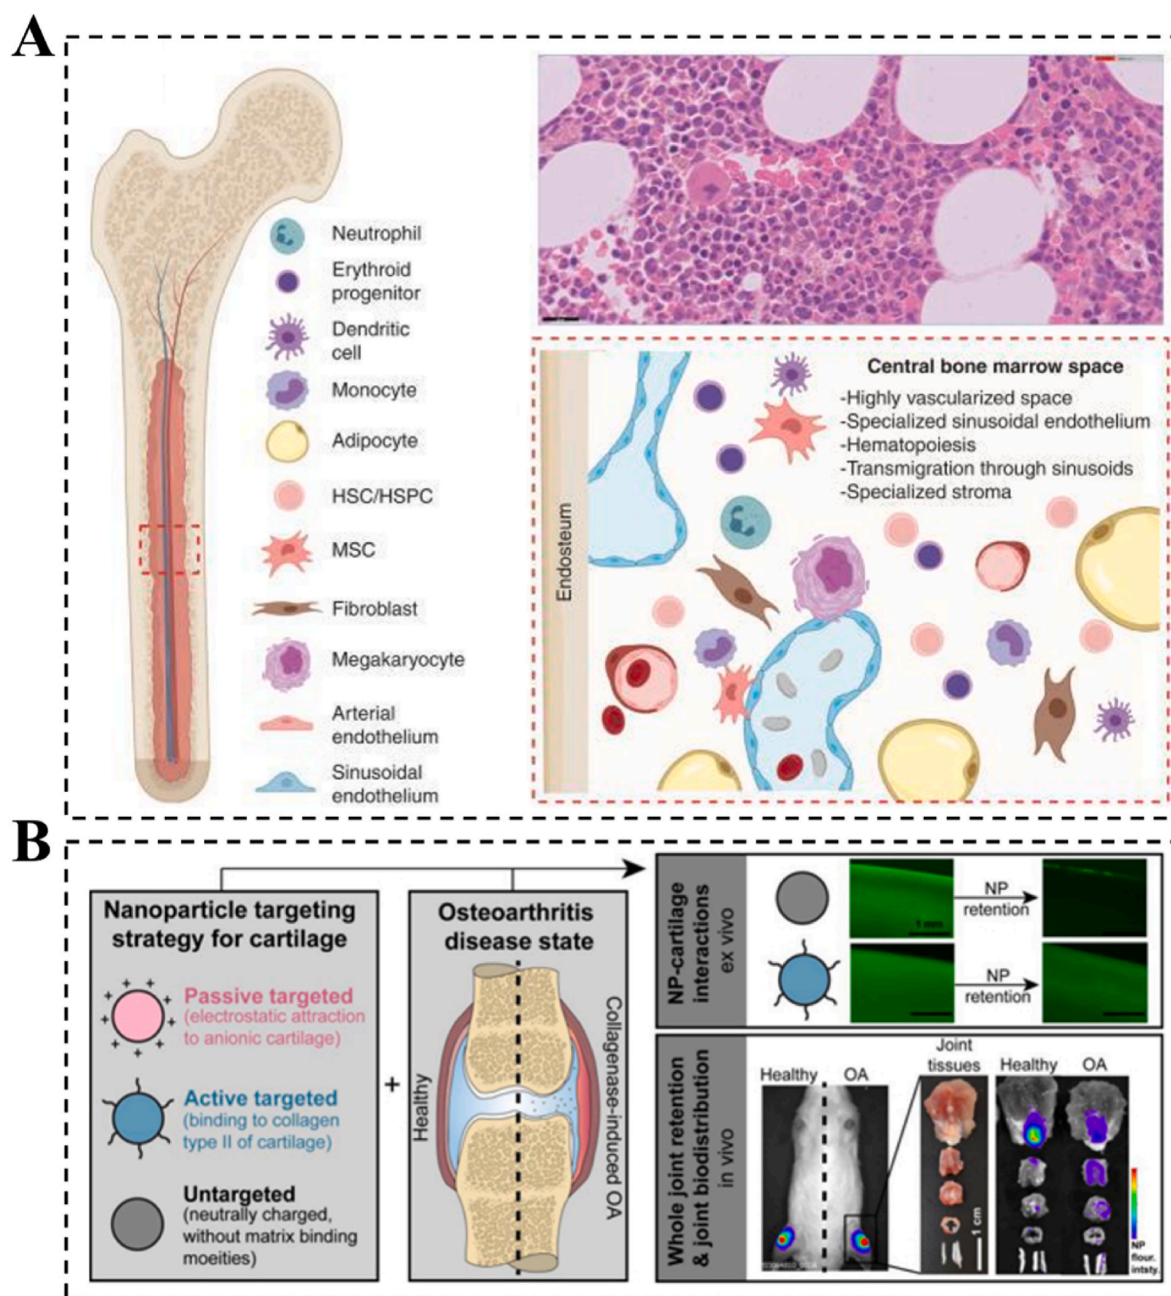 A
Neutrophil
Erythroid
progenitor
Dendritic
cell
Monocyte
Adipocyte
HSC/HSPC
MSC
Fibroblast
Megakaryocyte
Arterial
endothelium
Sinusoidal
endothelium
Endosteum
Central bone marrow space
-Highly vascularized space
-Specialized sinusoidal endothelium
-Hematopoiesis
-Transmigration through sinusoids
-Specialized stroma
B
Nanoparticle targeting
strategy for cartilage
Passive targeted
(electrostatic attraction
to anionic cartilage)
Active targeted
(binding to collagen
type II of cartilage)
Untargeted
(neutrally charged,
without matrix binding
moeities)
+
Osteoarthritis
disease state
Healthy
Collagenase-induced OA
NP-cartilage
interactions
ex vivo
1 mm
NP
retention
NP
retention
Whole joint retention
& joint biodistribution
in vivo
Healthy
OA
Joint
tissues
1 cm
Healthy
OA
NP
flour.
intsty.